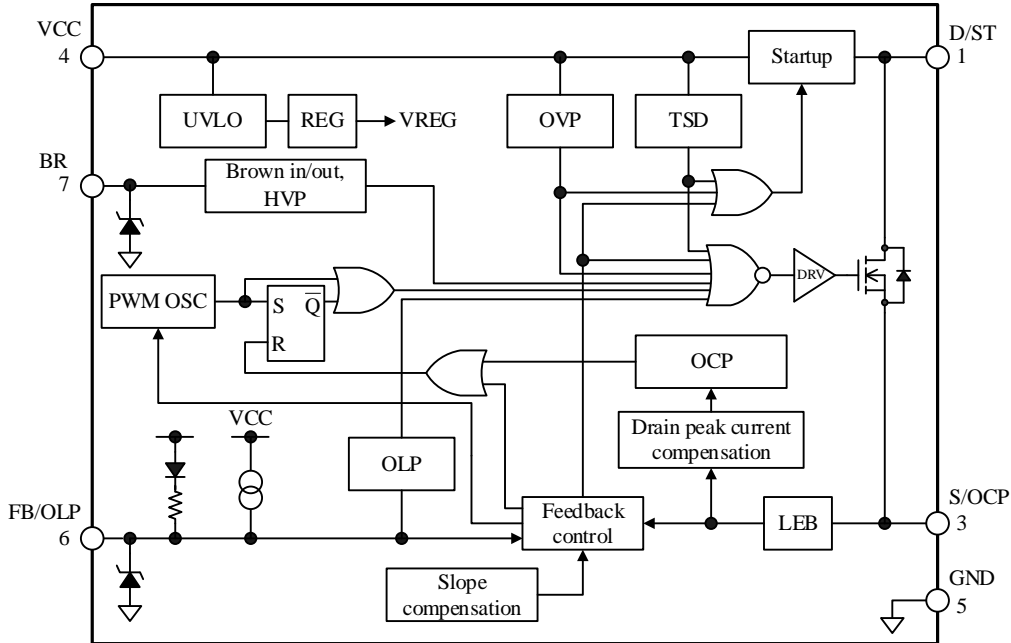 VCC
4
D/ST
1
Startup
UVLO
REG
VREG
OVP
TSD
BR
7
Brown in/out,
HVP
PWM OSC
S
Q̅
R
DRV
OCP
VCC
OLP
Drain peak current
compensation
FB/OLP
6
Feedback
control
LEB
S/OCP
3
Slope
compensation
GND
5